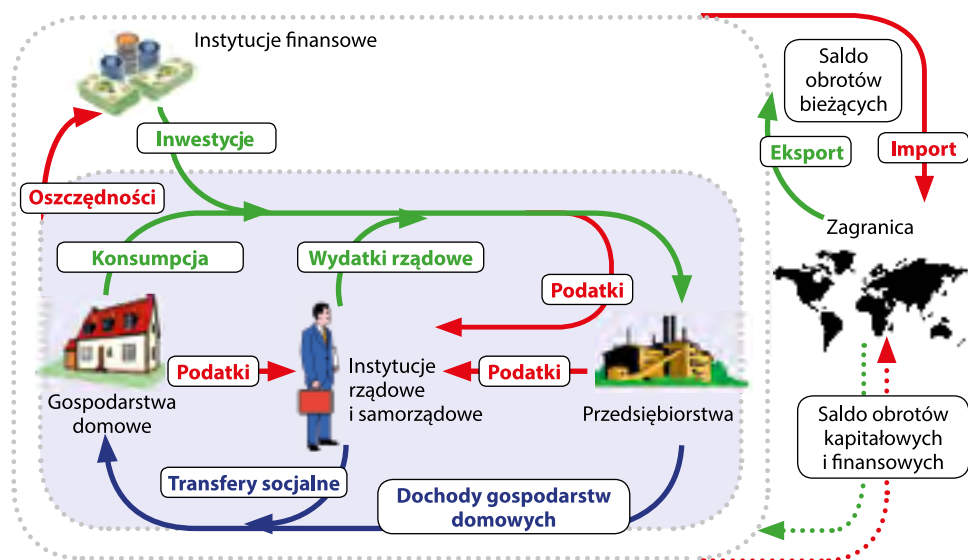 Instytucje finansowe
Saldo
obrotów
bieżących
Inwestycje
Eksport
Import
Oszczędności
Zagranica
Konsumpcja
Wydatki rządowe
Podatki
Podatki
Instytucje
rządowe
i samorządowe
Podatki
Gospodarstwa
domowe
Przedsiębiorstwa
Saldo obrotów
kapitałowych
i finansowych
Transfery socjalne
Dochody gospodarstw
domowych